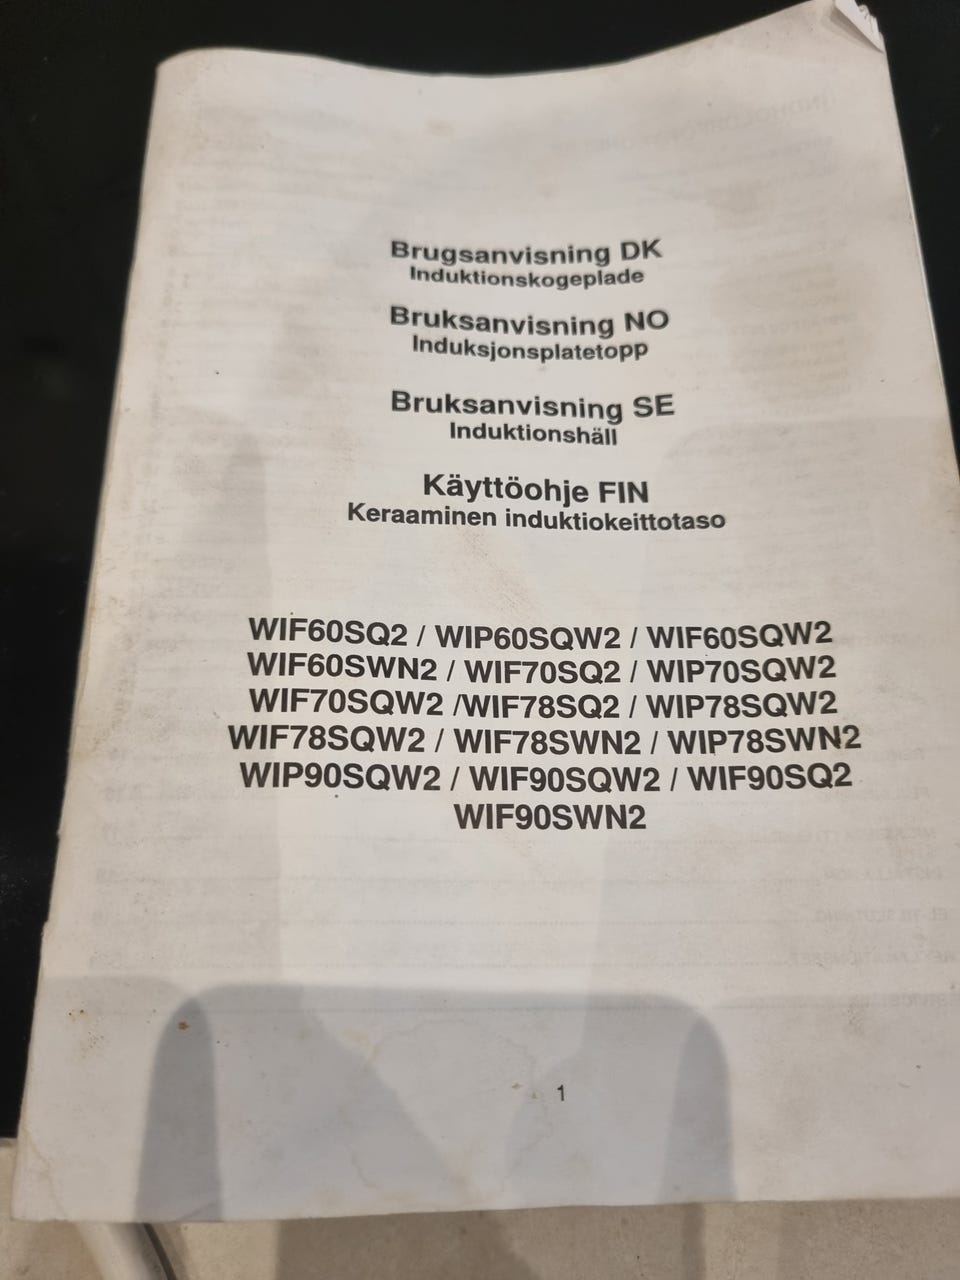 Brugsanvisning DK
Induktionskogeplade
Bruksanvisning NO
Induksjonsplatetopp
Bruksanvisning SE
Induktionshäll
Käyttöohje FIN
Keraaminen induktiokeittotaso
WIF60SQ2 / WIP60SQW2 / WIF60SQW2
WIF60SWN2 / WIF70SQ2 / WIP70SQW2
WIF70SQW2 /WIF78SQ2 / WIP78SQW2
WIF78SQW2 / WIF78SWN2 / WIP78SWN2
WIP90SQW2 / WIF90SQW2 / WIF90SQ2
WIF90SWN2
1